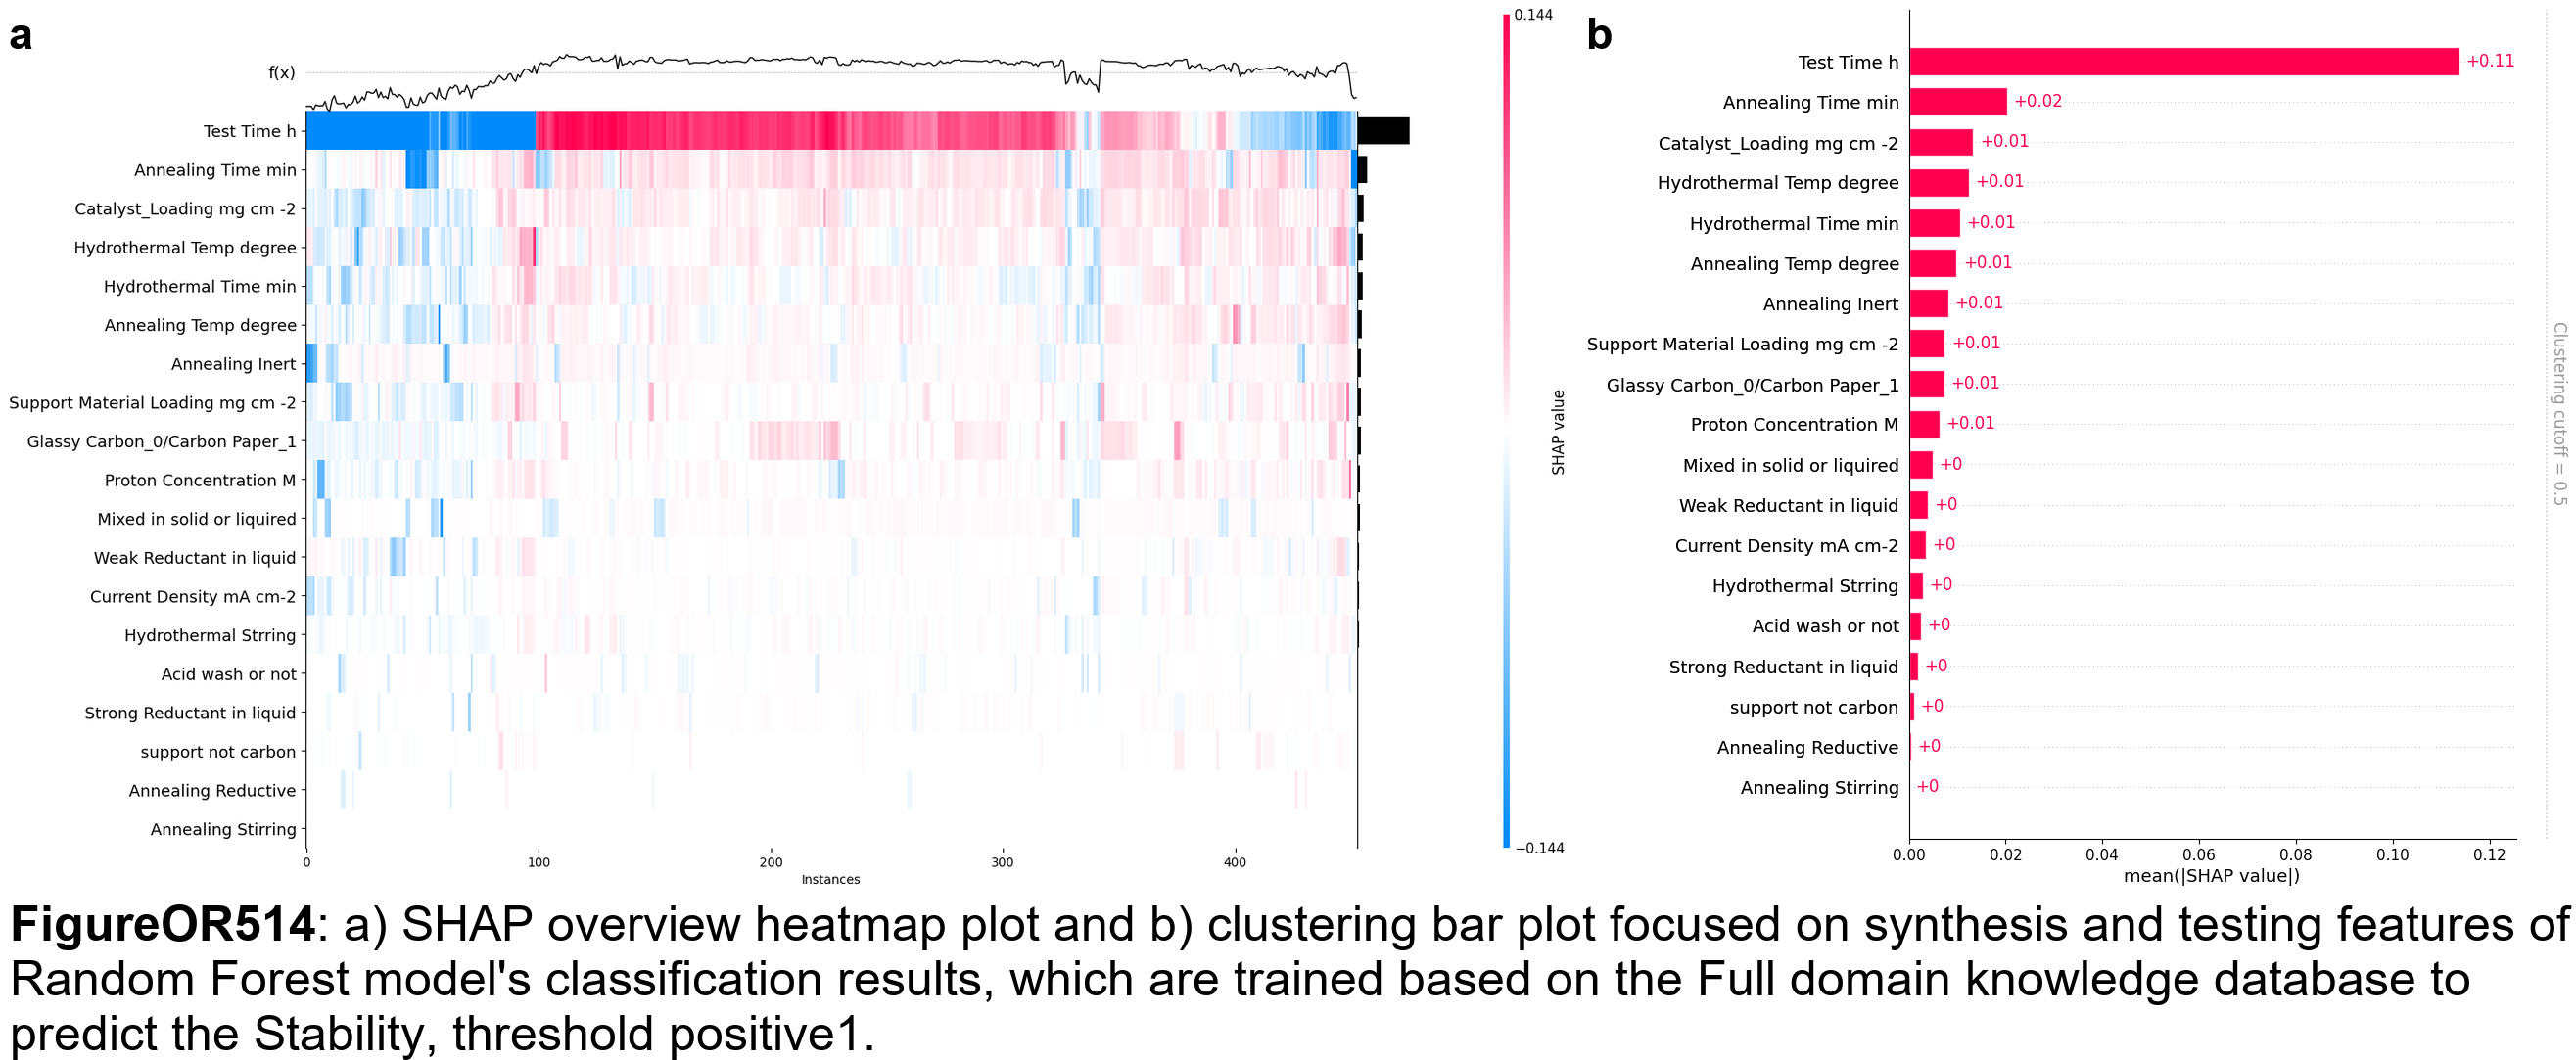 a
f(x)
Test Time h
Annealing Time min
Catalyst_Loading mg cm -2
Hydrothermal Temp degree
Hydrothermal Time min
Annealing Temp degree
Annealing Inert
Support Material Loading mg cm -2
Glassy Carbon_0/Carbon Paper_1
Proton Concentration M
Mixed in solid or liquired
Weak Reductant in liquid
Current Density mA cm-2
Hydrothermal Strring
Acid wash or not
Strong Reductant in liquid
support not carbon
Annealing Reductive
Annealing Stirring
0 100 200 300 400
Instances
0.144
SHAP value
−0.144
b
Test Time h +0.11
Annealing Time min +0.02
Catalyst_Loading mg cm -2 +0.01
Hydrothermal Temp degree +0.01
Hydrothermal Time min +0.01
Annealing Temp degree +0.01
Annealing Inert +0.01
Support Material Loading mg cm -2 +0.01
Glassy Carbon_0/Carbon Paper_1 +0.01
Proton Concentration M +0.01
Mixed in solid or liquired +0
Weak Reductant in liquid +0
Current Density mA cm-2 +0
Hydrothermal Strring +0
Acid wash or not +0
Strong Reductant in liquid +0
support not carbon +0
Annealing Reductive +0
Annealing Stirring +0
0.00 0.02 0.04 0.06 0.08 0.10 0.12
mean(|SHAP value|)
Clustering cutoff = 0.5
FigureOR514: a) SHAP overview heatmap plot and b) clustering bar plot focused on synthesis and testing features of
Random Forest model's classification results, which are trained based on the Full domain knowledge database to
predict the Stability, threshold positive1.